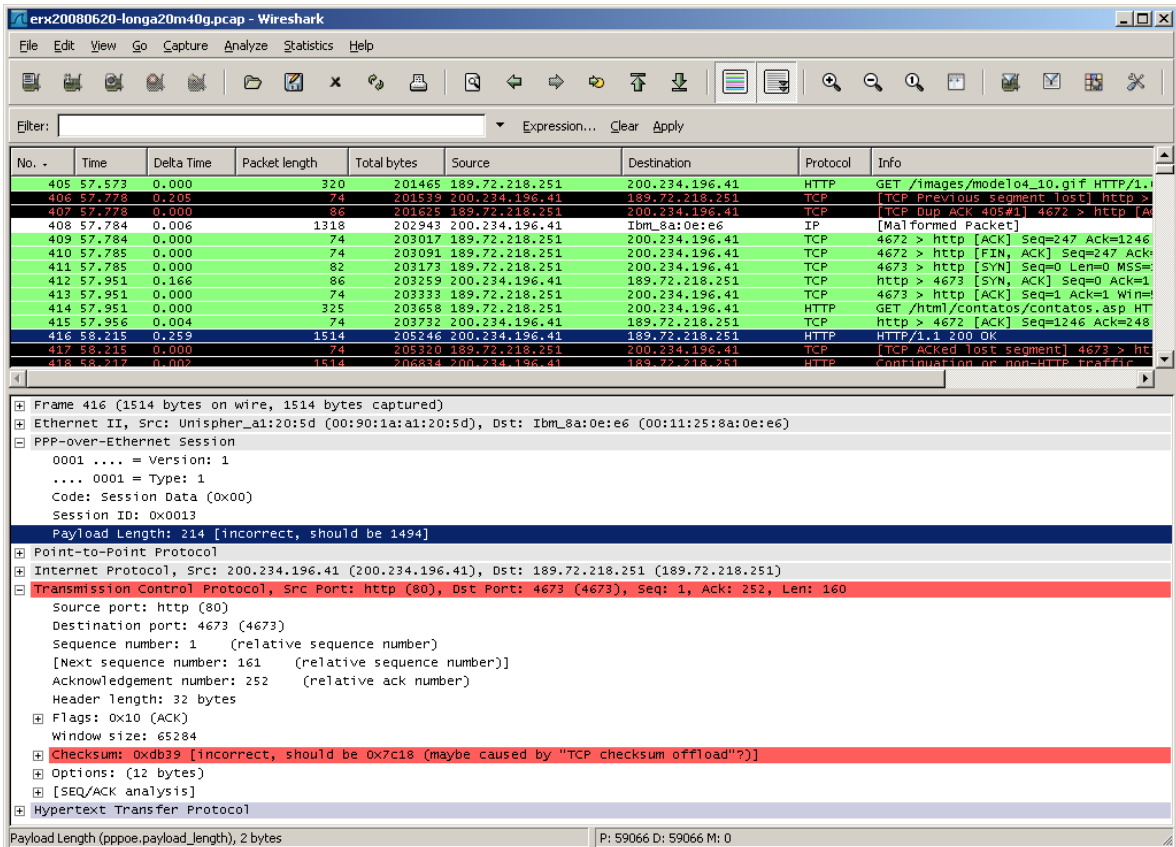 erx20080620-longa20m40g.pcap - Wireshark
File Edit View Go Capture Analyze Statistics Help
Filter: Expression... Clear Apply
No. - Time Delta Time Packet length Total bytes Source Destination Protocol Info
405 57.573 0.000 320 201465 189.72.218.251 200.234.196.41 HTTP GET /images/modelo4_10.gif HTTP/1.
406 57.778 0.205 74 201539 200.234.196.41 189.72.218.251 TCP [TCP Previous segment lost] http >
407 57.778 0.000 86 201625 189.72.218.251 200.234.196.41 TCP [TCP Dup ACK 405#1] 4672 > http [A
408 57.784 0.006 1318 202943 200.234.196.41 Ibm_8a:0e:e6 IP [Malformed Packet]
409 57.784 0.000 74 203017 189.72.218.251 200.234.196.41 TCP 4672 > http [ACK] Seq=247 Ack=1246
410 57.785 0.000 74 203091 189.72.218.251 200.234.196.41 TCP 4672 > http [FIN, ACK] Seq=247 Ack
411 57.785 0.000 82 203173 189.72.218.251 200.234.196.41 TCP 4673 > http [SYN] Seq=0 Len=0 MSS=
412 57.951 0.166 86 203259 200.234.196.41 189.72.218.251 TCP http > 4673 [SYN, ACK] Seq=0 Ack=1
413 57.951 0.000 74 203333 189.72.218.251 200.234.196.41 TCP 4673 > http [ACK] Seq=1 Ack=1 Win=
414 57.951 0.000 325 203658 189.72.218.251 200.234.196.41 HTTP GET /html/contatos/contatos.asp HT
415 57.956 0.004 74 203732 200.234.196.41 189.72.218.251 TCP http > 4672 [ACK] Seq=1246 Ack=248
416 58.215 0.259 1514 205246 200.234.196.41 189.72.218.251 HTTP HTTP/1.1 200 OK
417 58.215 0.000 74 205320 189.72.218.251 200.234.196.41 TCP [TCP ACKed lost segment] 4673 > ht
418 58.217 0.002 1514 206834 200.234.196.41 189.72.218.251 HTTP Continuation or non-HTTP traffic
Frame 416 (1514 bytes on wire, 1514 bytes captured)
Ethernet II, Src: Unispher_a1:20:5d (00:90:1a:a1:20:5d), Dst: Ibm_8a:0e:e6 (00:11:25:8a:0e:e6)
PPP-over-Ethernet Session
0001 .... = Version: 1
.... 0001 = Type: 1
Code: Session Data (0x00)
Session ID: 0x0013
Payload Length: 214 [incorrect, should be 1494]
Point-to-Point Protocol
Internet Protocol, Src: 200.234.196.41 (200.234.196.41), Dst: 189.72.218.251 (189.72.218.251)
Transmission Control Protocol, Src Port: http (80), Dst Port: 4673 (4673), Seq: 1, Ack: 252, Len: 160
Source port: http (80)
Destination port: 4673 (4673)
Sequence number: 1 (relative sequence number)
[Next sequence number: 161 (relative sequence number)]
Acknowledgement number: 252 (relative ack number)
Header length: 32 bytes
Flags: 0x10 (ACK)
Window size: 65284
Checksum: 0xdb39 [incorrect, should be 0x7c18 (maybe caused by "TCP checksum offload"?)]
Options: (12 bytes)
[SEQ/ACK analysis]
Hypertext Transfer Protocol
Payload Length (pppoe.payload_length), 2 bytes P: 59066 D: 59066 M: 0